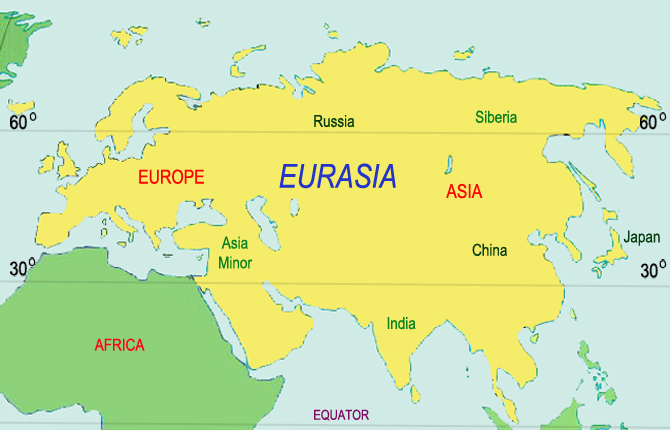 Russia
Siberia
60°
60°
EUROPE
EURASIA
ASIA
Asia
Minor
China
Japan
30°
30°
India
AFRICA
EQUATOR